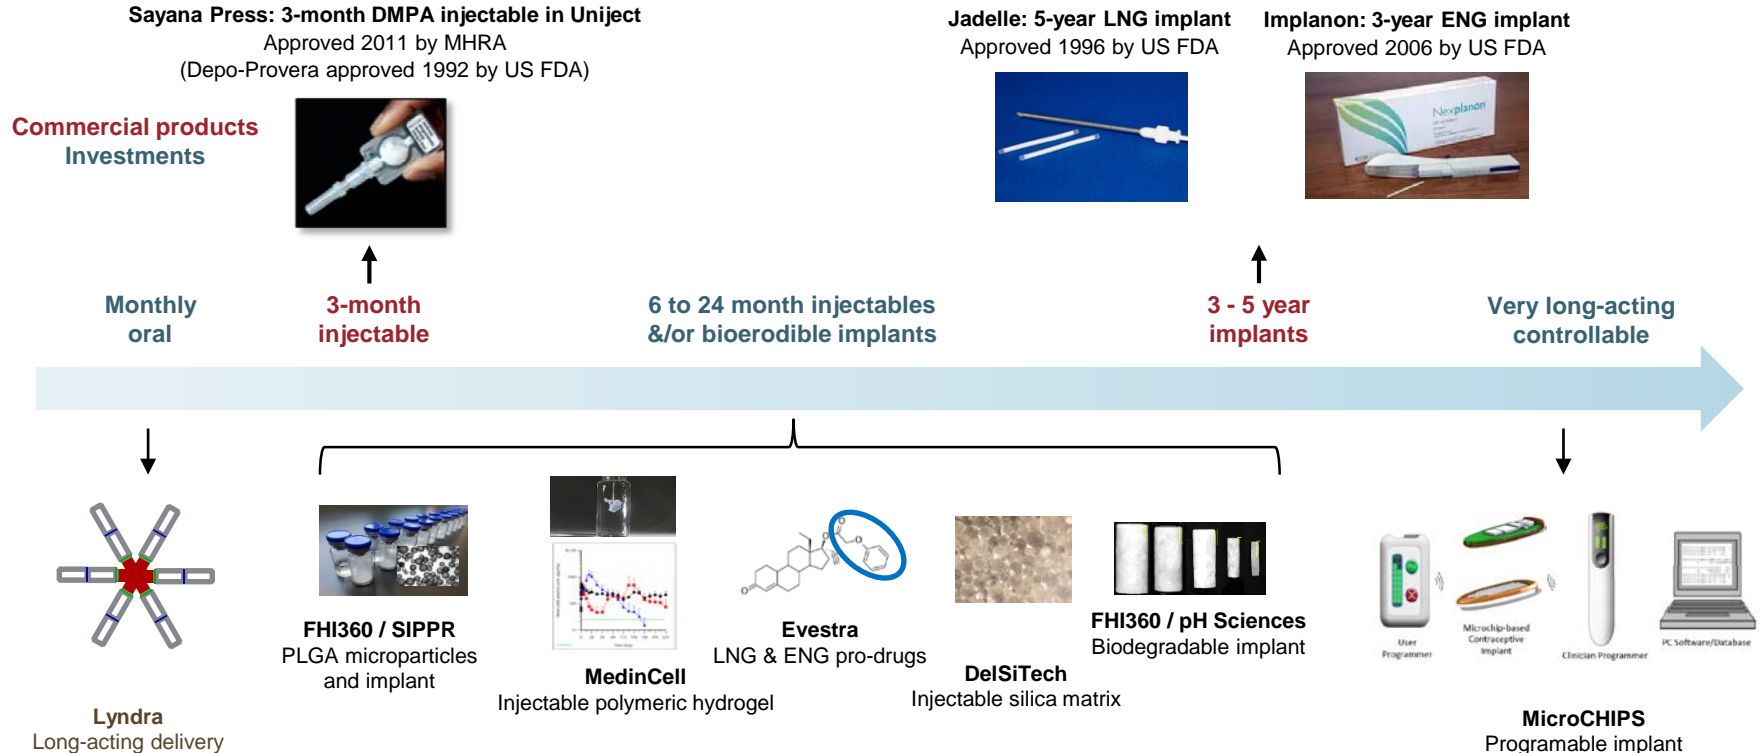 Sayana Press: 3-month DMPA injectable in Uniject
Approved 2011 by MHRA
(Depo-Provera approved 1992 by US FDA)
Jadelle: 5-year LNG implant
Approved 1996 by US FDA
Implanon: 3-year ENG implant
Approved 2006 by US FDA
Commercial products
Investments
Nexplanon
Monthly
oral
3-month
injectable
6 to 24 month injectables
&/or bioerodible implants
3 - 5 year
implants
Very long-acting
controllable
Lyndra
Long-acting delivery
FHI360 / SIPPR
PLGA microparticles
and implant
MedinCell
Injectable polymeric hydrogel
O
O
O
O
Evestra
LNG & ENG pro-drugs
DelSiTech
Injectable silica matrix
FHI360 / pH Sciences
Biodegradable implant
User
Programmer
Microchip-based
Contraceptive
Implant
Clinician Programmer
PC Software/Database
MicroCHIPS
Programable implant